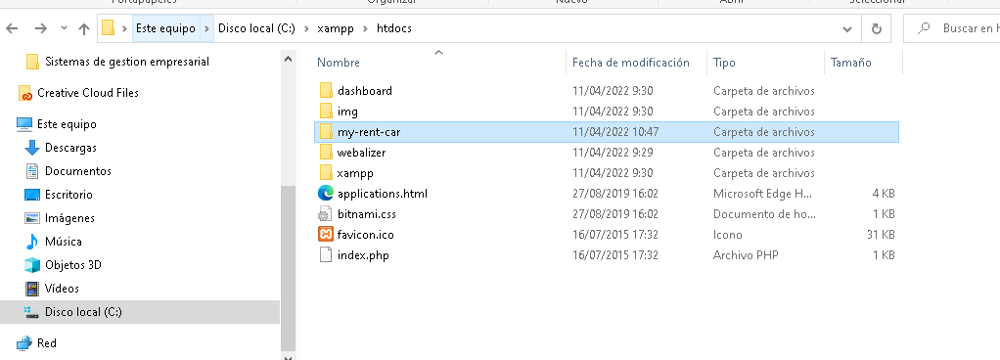 Portapapeles Organizar Nuevo Abrir Seleccionar
Este equipo Disco local (C:) xampp htdocs Buscar en h
Sistemas de gestion empresarial
Creative Cloud Files
Este equipo
Descargas
Documentos
Escritorio
Imágenes
Música
Objetos 3D
Vídeos
Disco local (C:)
Red
Nombre Fecha de modificación Tipo Tamaño
dashboard 11/04/2022 9:30 Carpeta de archivos
img 11/04/2022 9:30 Carpeta de archivos
my-rent-car 11/04/2022 10:47 Carpeta de archivos
webalizer 11/04/2022 9:29 Carpeta de archivos
xampp 11/04/2022 9:30 Carpeta de archivos
applications.html 27/08/2019 16:02 Microsoft Edge H... 4 KB
bitnami.css 27/08/2019 16:02 Documento de ho... 1 KB
favicon.ico 16/07/2015 17:32 Icono 31 KB
index.php 16/07/2015 17:32 Archivo PHP 1 KB